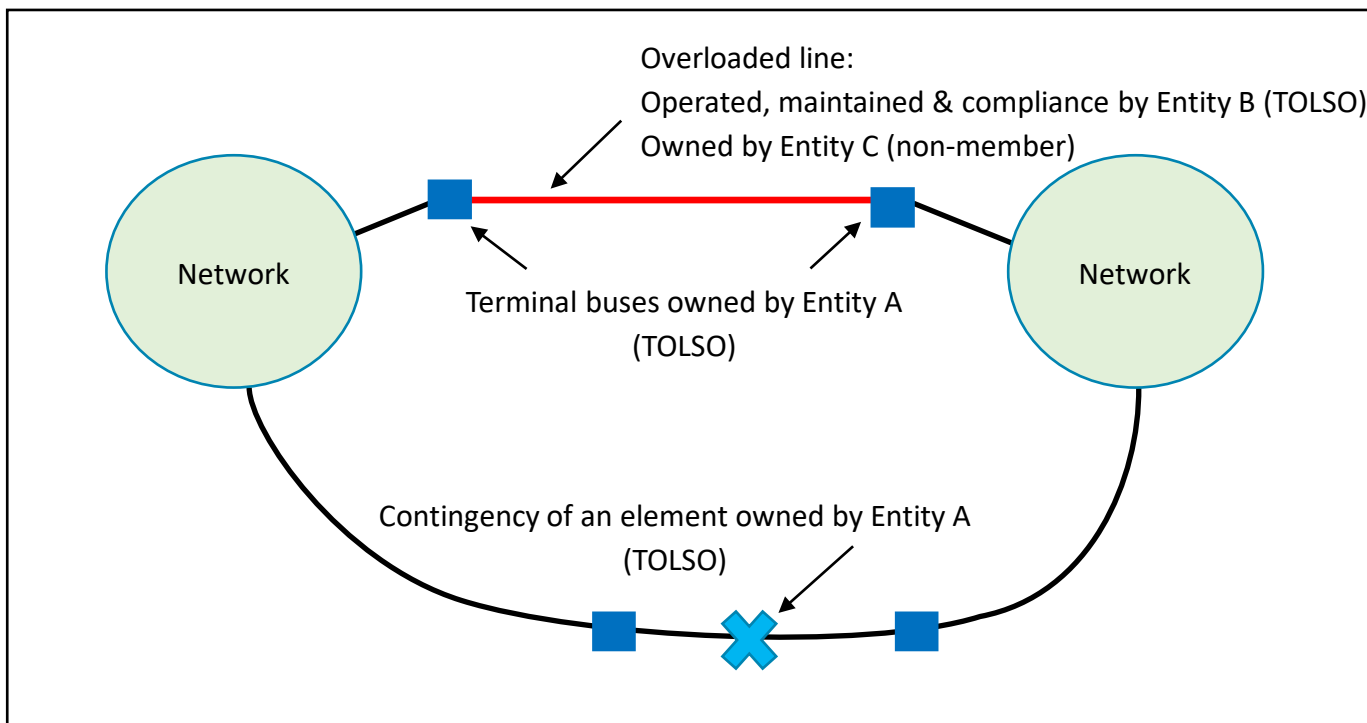 Overloaded line:
Operated, maintained & compliance by Entity B (TOLSO)
Owned by Entity C (non-member)
Network
Network
Terminal buses owned by Entity A
(TOLSO)
Contingency of an element owned by Entity A
(TOLSO)